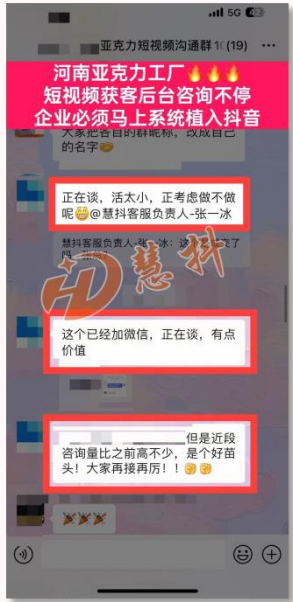 5G
亚克力短视频沟通群1(19) ...
河南亚克力工厂🔥🔥🔥
短视频获客后台咨询不停
企业必须马上系统植入抖音
大家把各自的群昵称，改成自己
的名字
正在谈，活太小，正考虑做不做
呢😁@慧抖客服负责人-张一冰
慧抖客服负责人-张一冰：这个
慧抖
这个已经加微信，正在谈，有点
价值
但是近段
咨询量比之前高不少，是个好苗
头！大家再接再厉！！✊✊
🎉🎉🎉